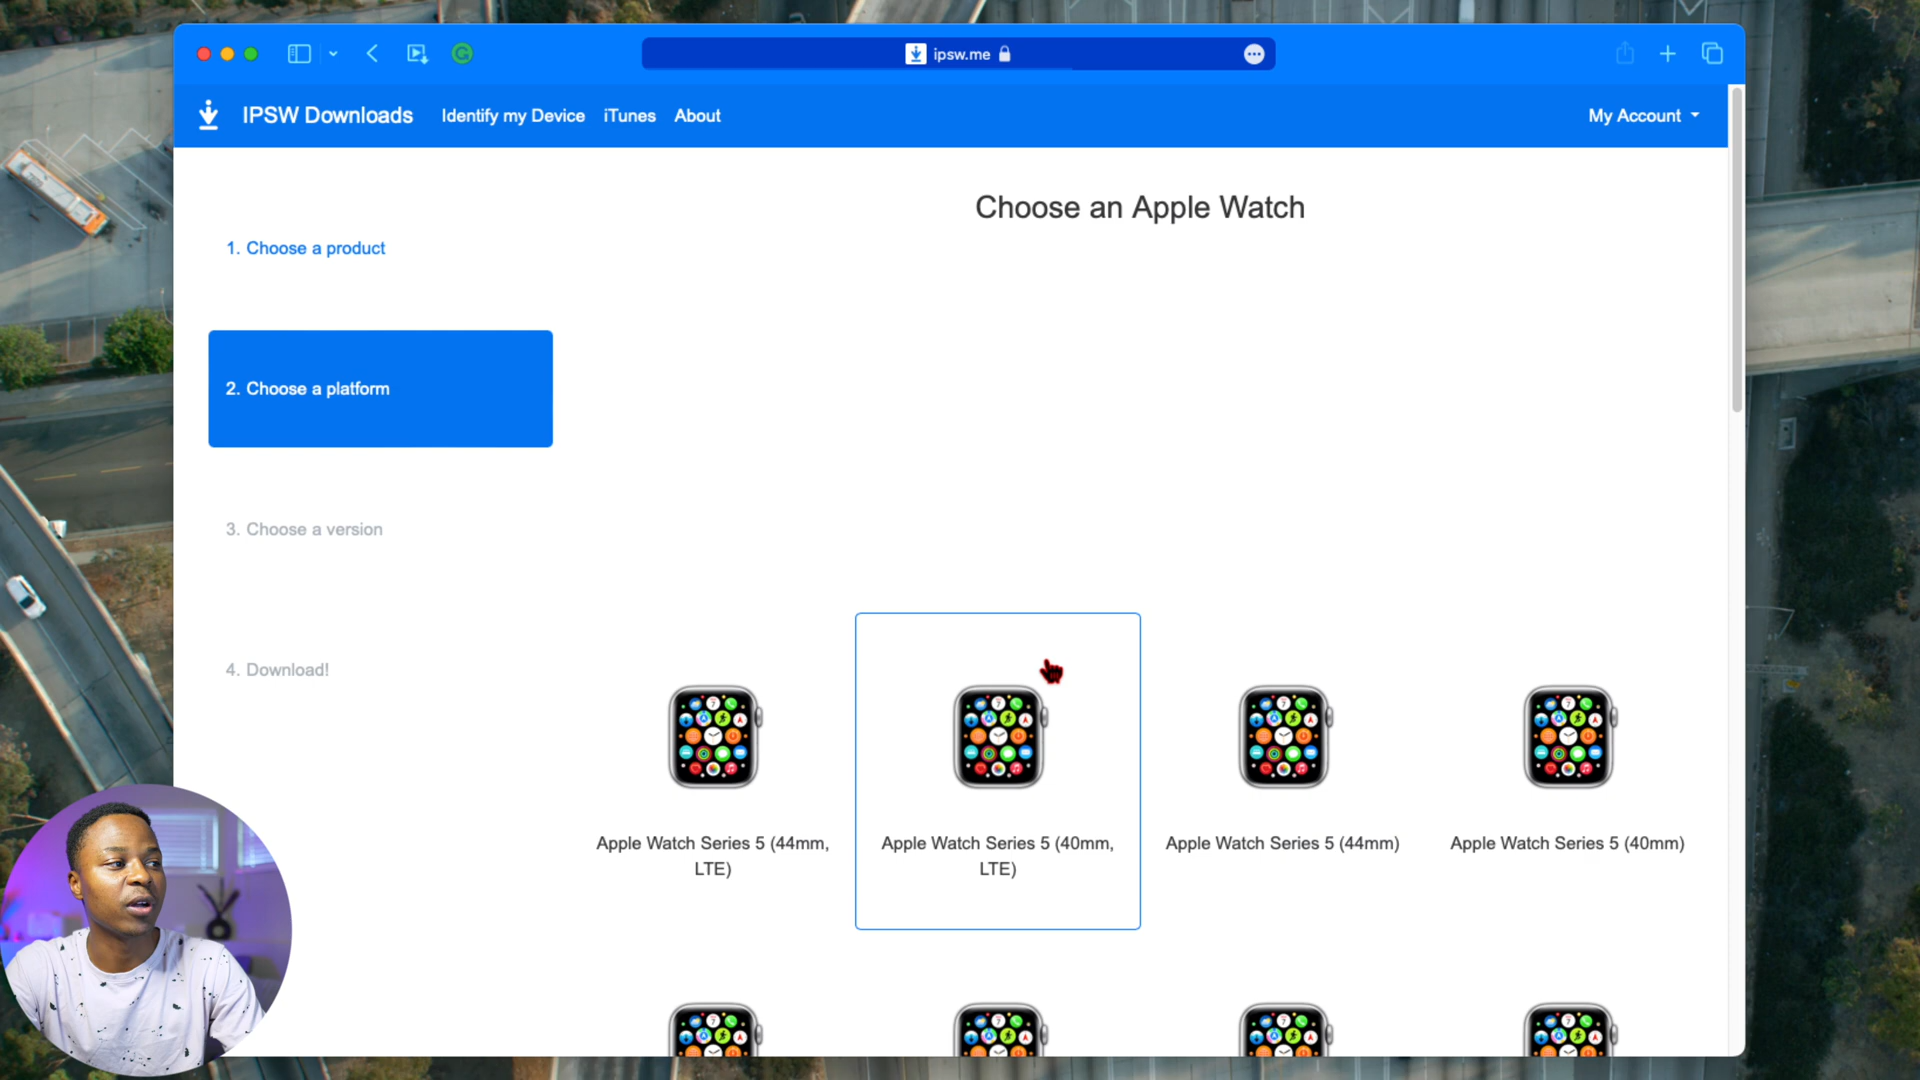 ipsw.me
IPSW Downloads
Identify my Device
iTunes
About
My Account
Choose an Apple Watch
1. Choose a product
2. Choose a platform
3. Choose a version
4. Download!
Apple Watch Series 5 (44mm,
LTE)
Apple Watch Series 5 (40mm,
LTE)
Apple Watch Series 5 (44mm)
Apple Watch Series 5 (40mm)